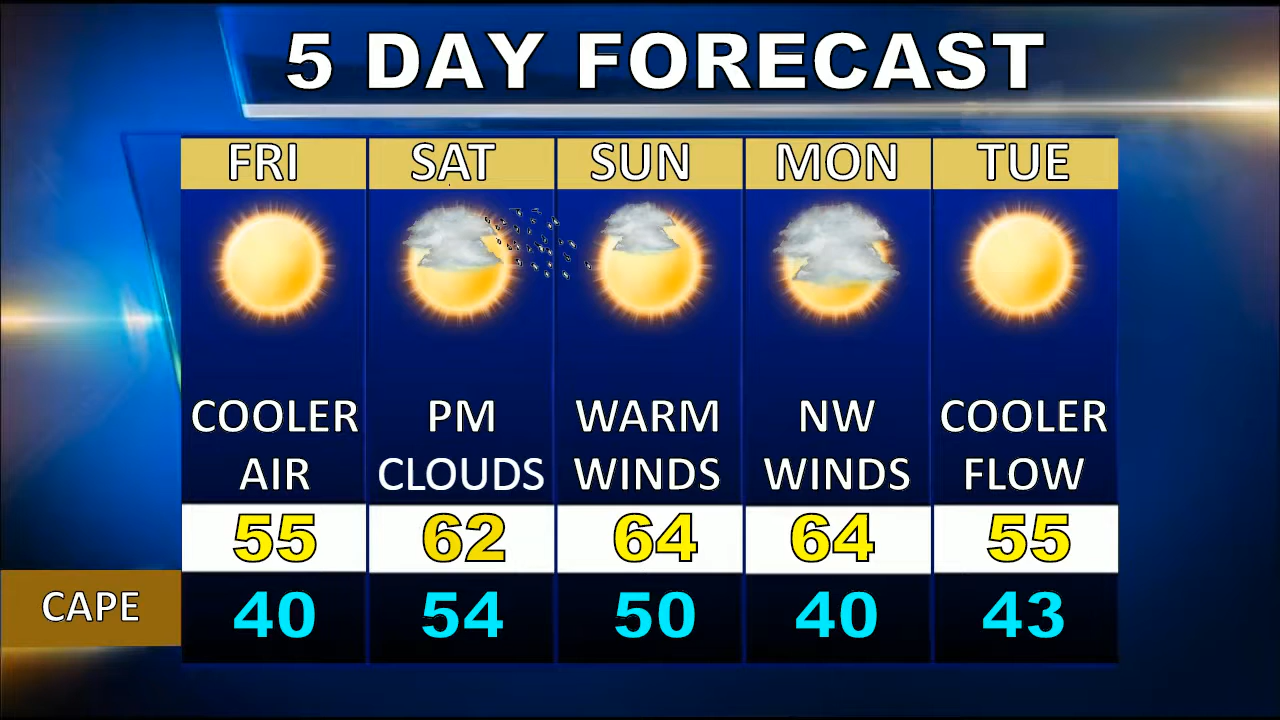 5 DAY FORECAST
FRI SAT SUN MON TUE
COOLER PM WARM NW COOLER
AIR CLOUDS WINDS WINDS FLOW
55 62 64 64 55
CAPE 40 54 50 40 43